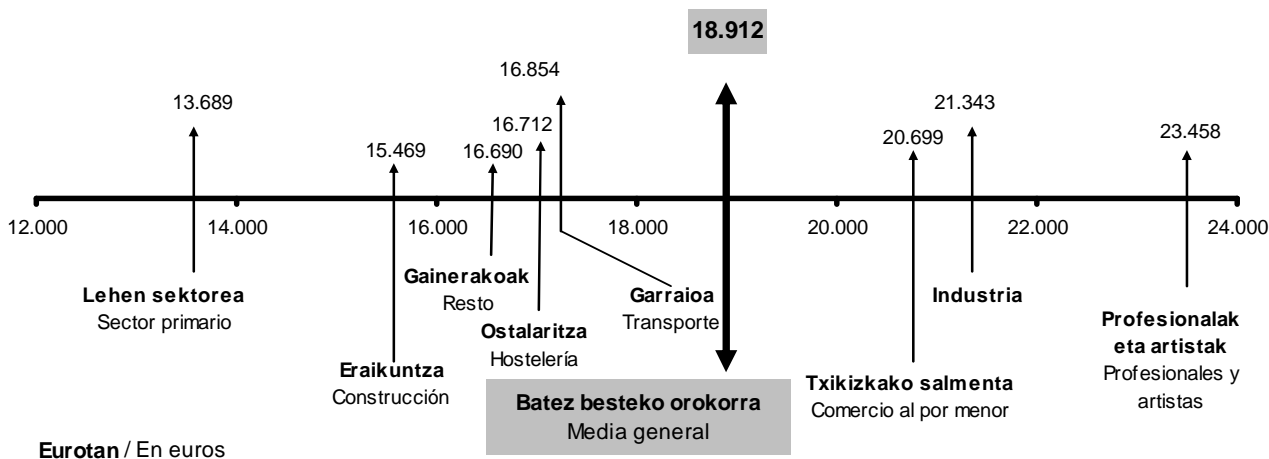 18.912
16.854
13.689
21.343
16.712
23.458
15.469
16.690
20.699
12.000
14.000
16.000
18.000
20.000
22.000
24.000
Lehen sektorea
Sector primario
Eraikuntza
Construcción
Gainerakoak
Resto
Ostalaritza
Hostelería
Garraioa
Transporte
Batez besteko orokorra
Media general
Txikizkako salmenta
Comercio al por menor
Industria
Profesionalak
eta artistak
Profesionales y
artistas
Eurotan / En euros